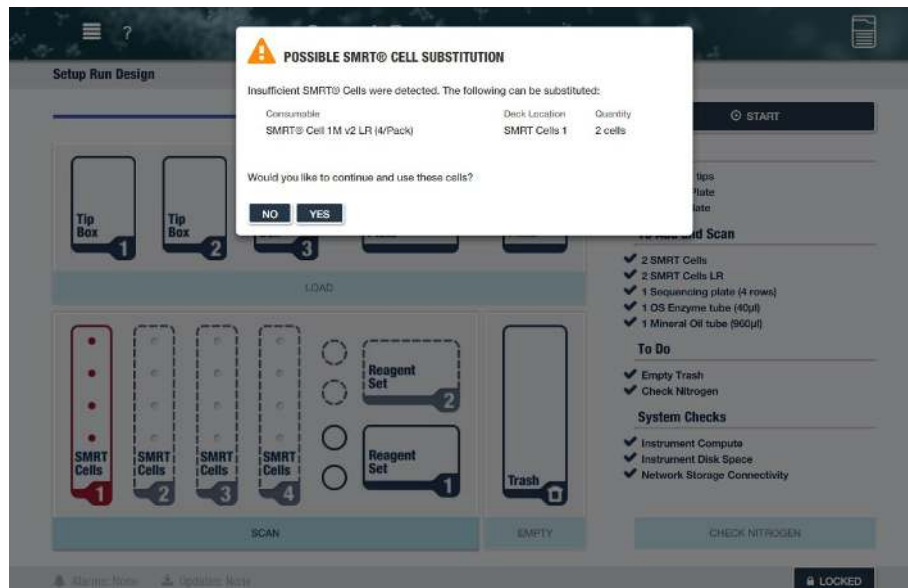 ?
POSSIBLE SMRT® CELL SUBSTITUTION
Setup Run Design
Insufficient SMRT® Cells were detected. The following can be substituted:
Consumable Deck Location Quantity
SMRT® Cell 1M v2 LR (4/Pack) SMRT Cells 1 2 cells
Would you like to continue and use these cells?
NO YES
START
tips
Plate
late
Tip Box 1
Tip Box 2
3
LOAD
and Scan
2 SMRT Cells
2 SMRT Cells LR
1 Sequencing plate (4 rows)
1 OS Enzyme tube (40µl)
1 Mineral Oil tube (960µl)
To Do
Empty Trash
Check Nitrogen
System Checks
Instrument Compute
Instrument Disk Space
Network Storage Connectivity
SMRT Cells 1
SMRT Cells 2
SMRT Cells 3
SMRT Cells 4
Reagent Set 2
Reagent Set 1
Trash
SCAN
EMPTY
CHECK NITROGEN
Alarms: None Updates: None
LOCKED